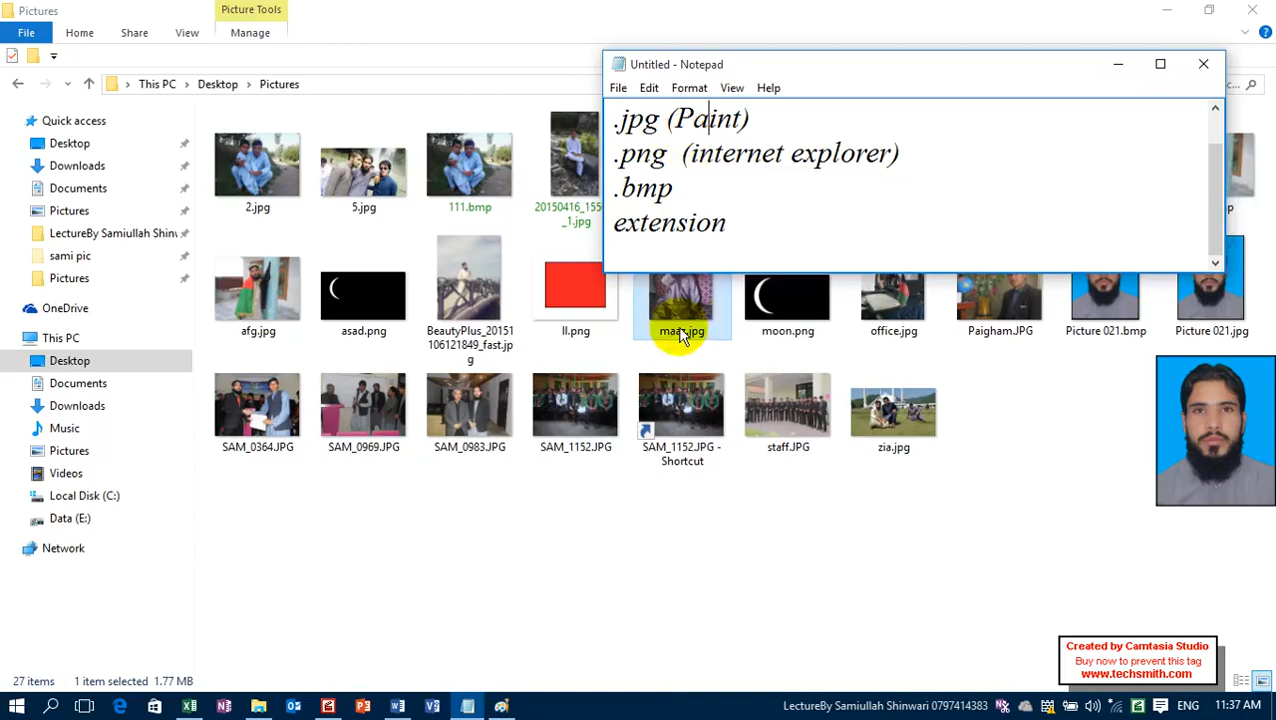 Pictures
Picture Tools
File
Home
Share
View
Manage
This PC
Desktop
Pictures
Untitled - Notepad
File
Edit
Format
View
Help
.jpg (Paint)
.png (internet explorer)
.bmp
extension
Quick access
Desktop
Downloads
Documents
Pictures
LectureBy Samiullah Shinw
sami pic
Pictures
OneDrive
This PC
Desktop
Documents
Downloads
Music
Pictures
Videos
Local Disk (C:)
Data (E:)
Network
2.jpg
5.jpg
111.bmp
20150416_155
_1.jpg
afg.jpg
asad.png
BeautyPlus_20151
106121849_fast.jp
g
ll.png
moon.png
office.jpg
Paigham.JPG
Picture 021.bmp
Picture 021.jpg
SAM_0364.JPG
SAM_0969.JPG
SAM_0983.JPG
SAM_1152.JPG
SAM_1152.JPG -
Shortcut
staff.JPG
zia.jpg
Created by Camtasia Studio
Buy now to prevent this tag
www.techsmith.com
27 items
1 item selected 1.77 MB
LectureBy Samiullah Shinwari 0797414383
ENG
11:37 AM